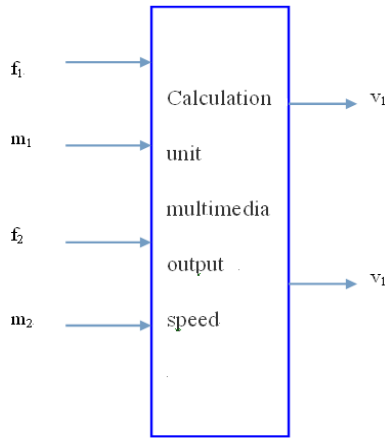 f₁
m₁
f₂
m₂
Calculation
unit
multimedia
output
speed
v₁
v₁